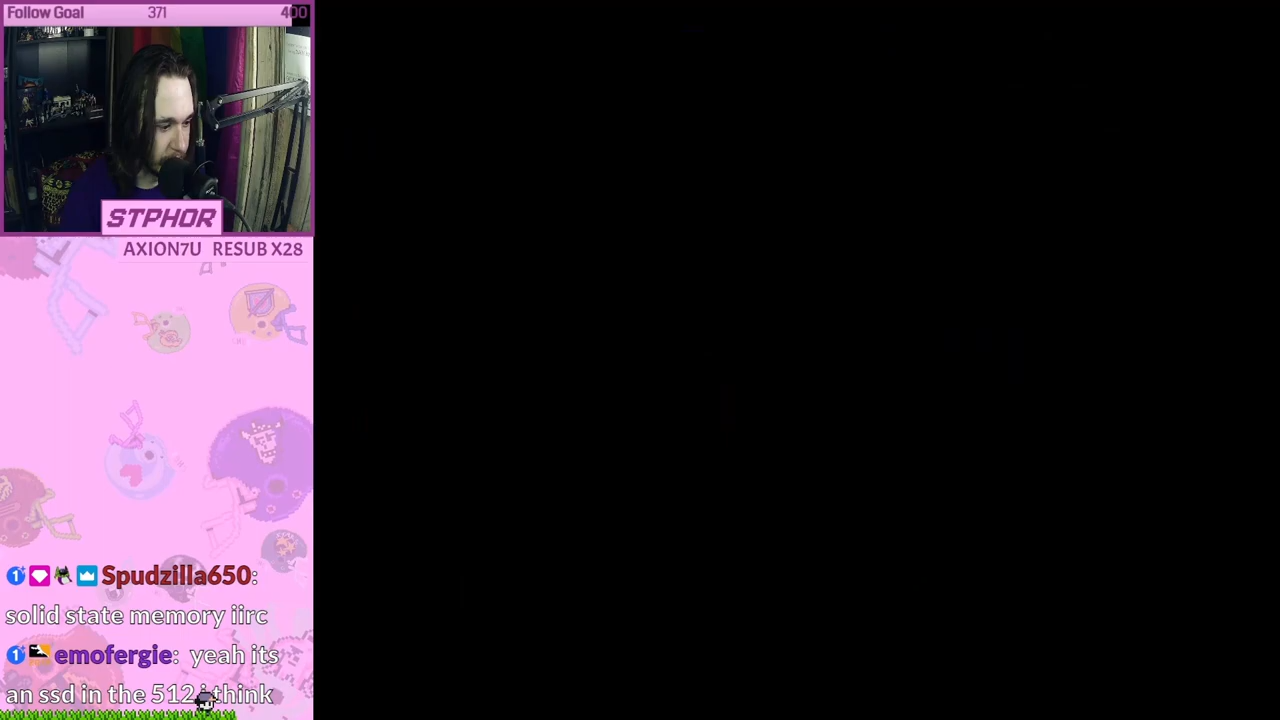 Follow Goal 371 400
STPHOR
AXION7U RESUB X28
Spudzilla650:
solid state memory iirc
emofergie: yeah its
an ssd in the 512 i think